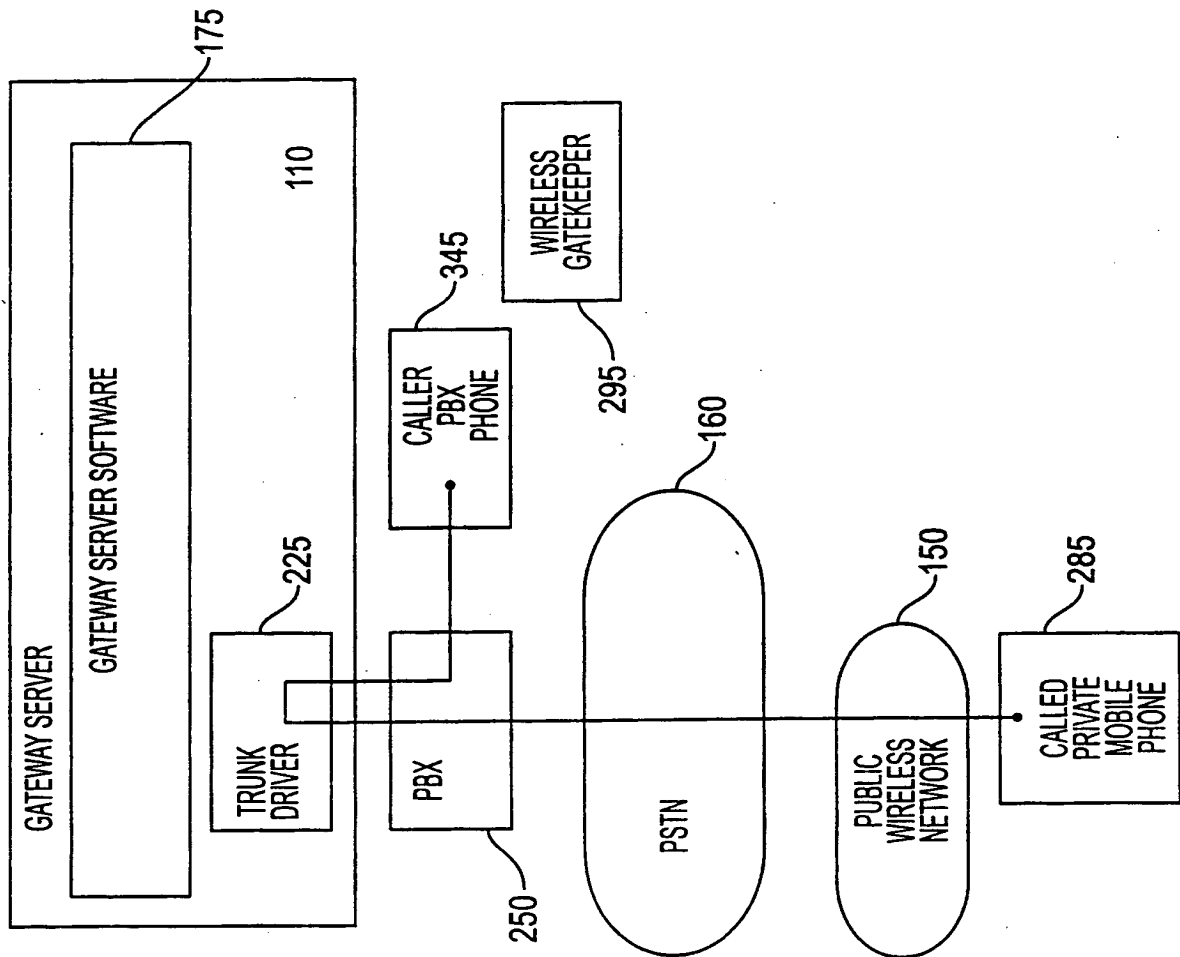 GATEWAY SERVER
GATEWAY SERVER SOFTWARE
175
110
TRUNK
DRIVER
225
PBX
250
CALLER
PBX
PHONE
345
WIRELESS
GATEKEEPER
295
PSTN
160
PUBLIC
WIRELESS
NETWORK
150
CALLED
PRIVATE
MOBILE
PHONE
285